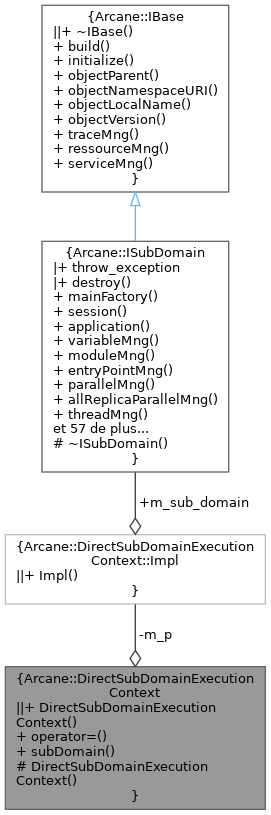 {Arcane::IBase
||+ ~IBase()
+ build()
+ initialize()
+ objectParent()
+ objectNamespaceURI()
+ objectLocalName()
+ objectVersion()
+ traceMng()
+ ressourceMng()
+ serviceMng()
}
{Arcane::ISubDomain
|+ throw_exception
|+ destroy()
+ mainFactory()
+ session()
+ application()
+ variableMng()
+ moduleMng()
+ entryPointMng()
+ parallelMng()
+ allReplicaParallelMng()
+ threadMng()
et 57 de plus...
# ~ISubDomain()
}
+m_sub_domain
{Arcane::DirectSubDomainExecution
Context::Impl
||+ Impl()
}
-m_p
{Arcane::DirectSubDomainExecution
Context
||+ DirectSubDomainExecution
Context()
+ operator=()
+ subDomain()
# DirectSubDomainExecution
Context()
}